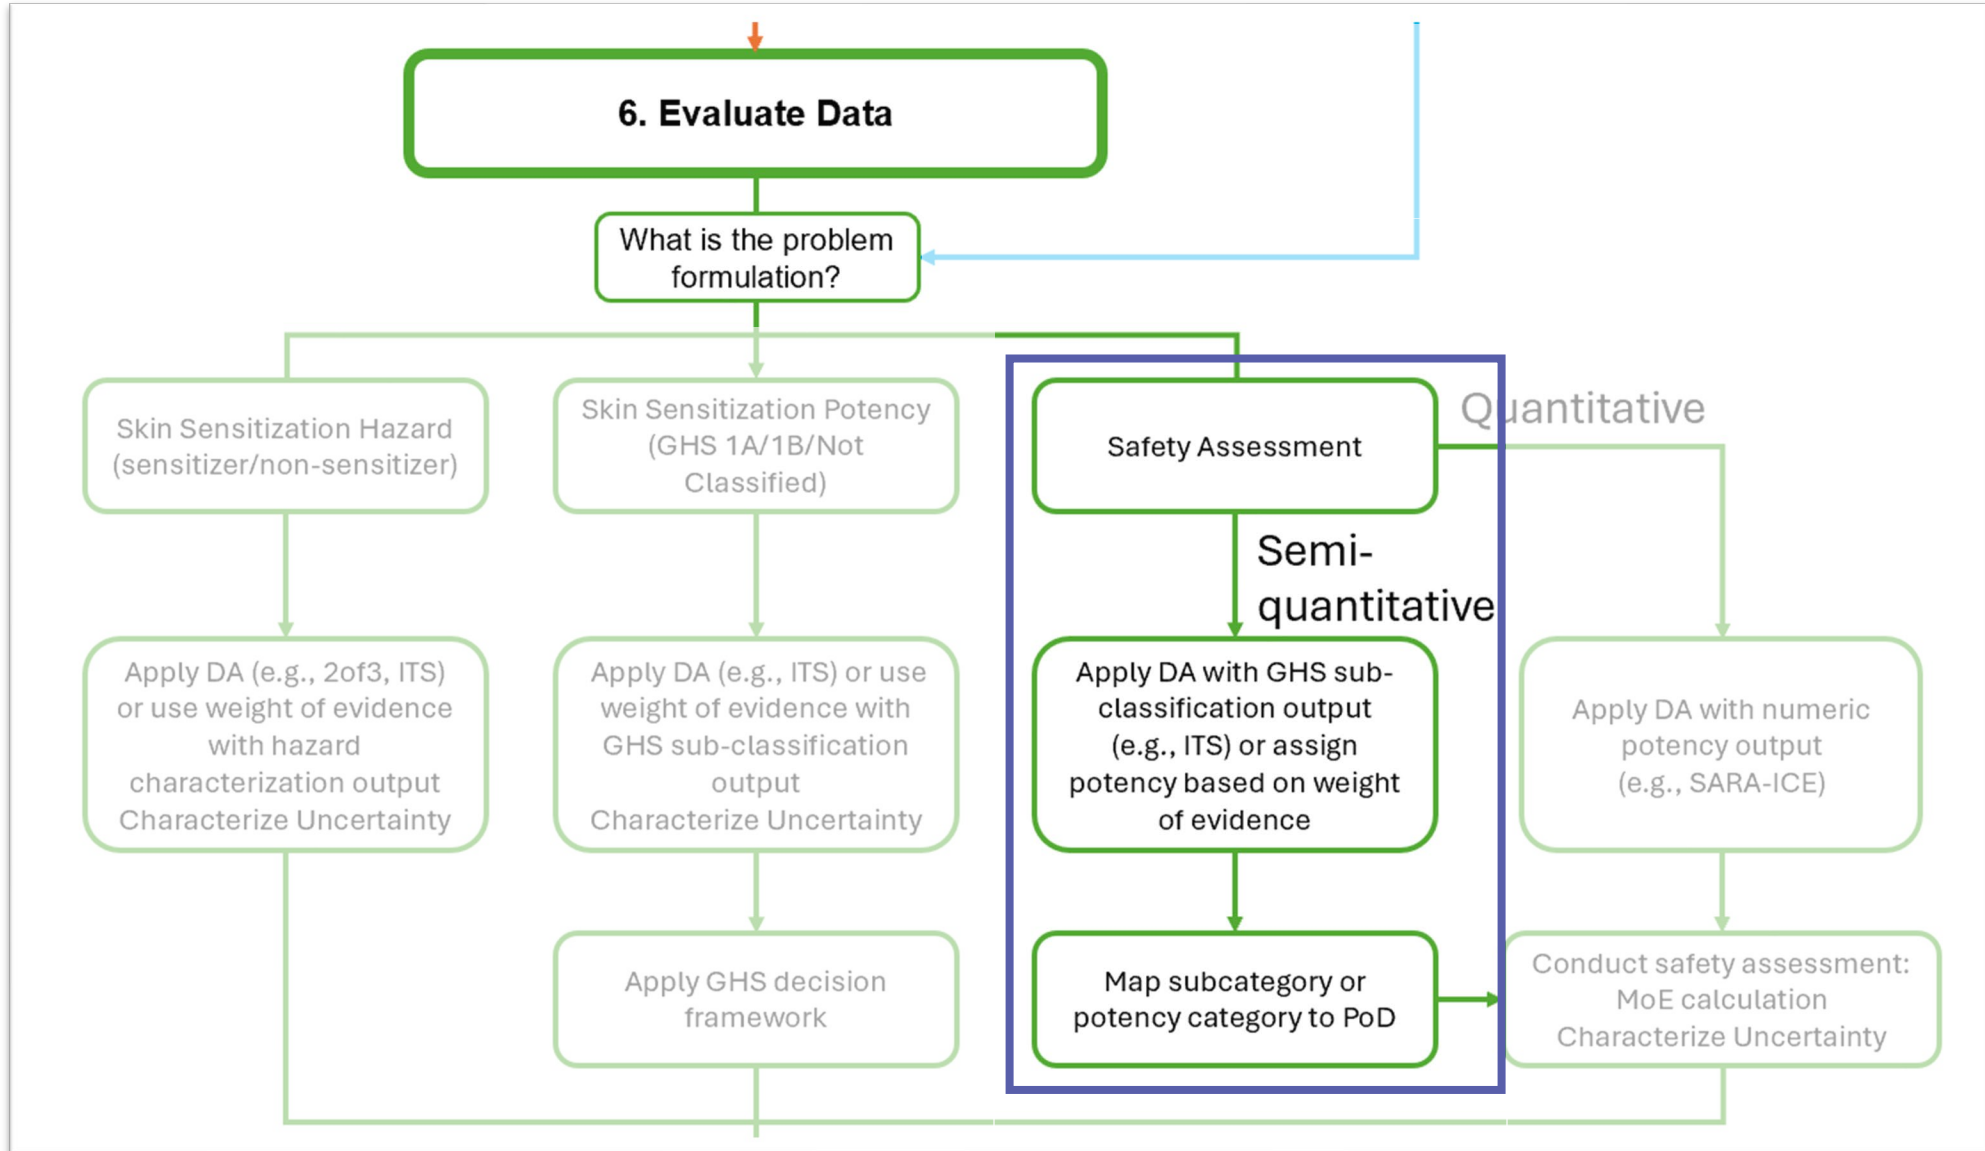 6. Evaluate Data
What is the problem
formulation?
Skin Sensitization Hazard
(sensitizer/non-sensitizer)
Skin Sensitization Potency
(GHS 1A/1B/Not
Classified)
Safety Assessment
Quantitative
Semi-
quantitative
Apply DA (e.g., 2of3, ITS)
or use weight of evidence
with hazard
characterization output
Characterize Uncertainty
Apply DA (e.g., ITS) or use
weight of evidence with
GHS sub-classification
output
Characterize Uncertainty
Apply DA with GHS sub-
classification output
(e.g., ITS) or assign
potency based on weight
of evidence
Apply DA with numeric
potency output
(e.g., SARA-ICE)
Apply GHS decision
framework
Map subcategory or
potency category to PoD
Conduct safety assessment:
MoE calculation
Characterize Uncertainty